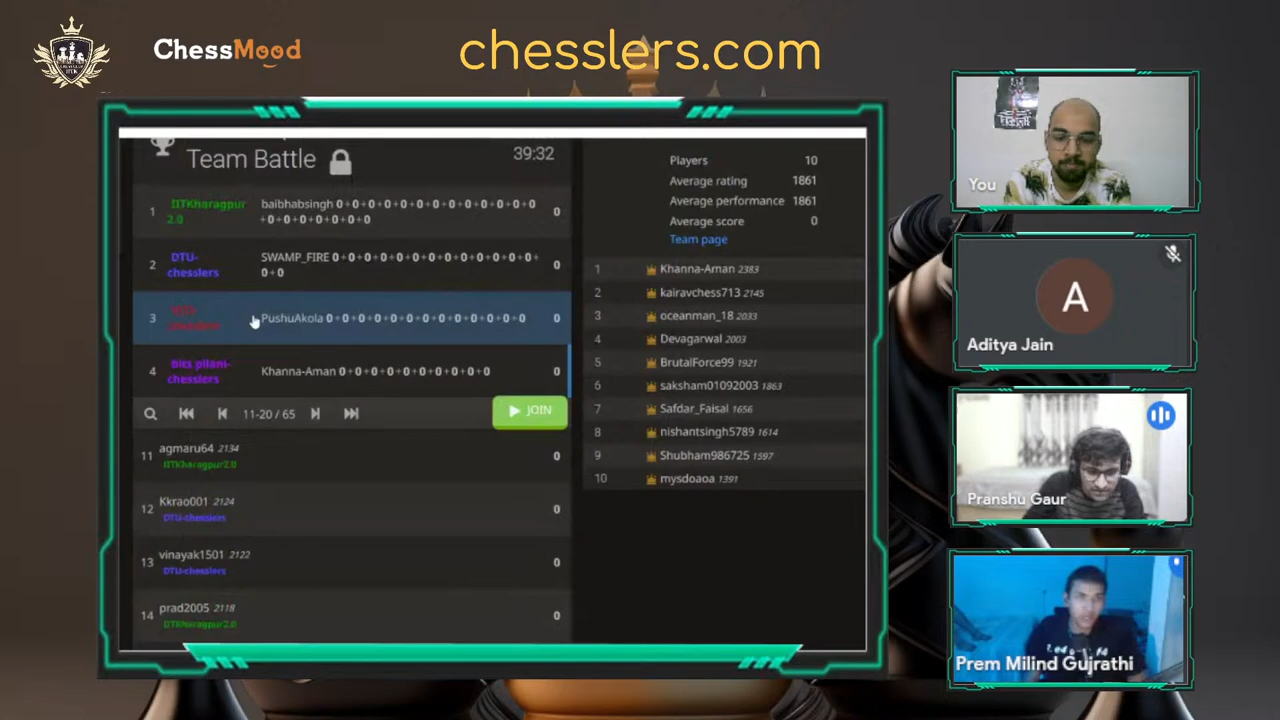 ChessMood
chesslers.com
Team Battle
39:32
1
IITKharagpur
2.0
baibhabsingh 0+0+0+0+0+0+0+0+0+0+0+0
+0+0+0+0+0+0+0
0
2
DTU-
chesslers
SWAMP_FIRE 0+0+0+0+0+0+0+0+0+0+0+0+
0+0
0
3
PushuAkola 0+0+0+0+0+0+0+0+0+0+0+0+0
0
4
Bits pilani-
chesslers
Khanna-Aman 0+0+0+0+0+0+0+0+0+0
0
11-20 / 65
JOIN
11
agmaru64 2134
IITKharagpur2.0
0
12
Kkrao001 2124
DTU-chesslers
0
13
vinayak1501 2122
DTU-chesslers
0
14
prad2005 2118
IITKharagpur2.0
0
Players 10
Average rating 1861
Average performance 1861
Average score 0
Team page
1 Khanna-Aman 2383
2 kairavchess713 2145
3 oceanman_18 2033
4 Devagarwal 2003
5 BrutalForce99 1921
6 saksham01092003 1863
7 Safdar_Faisal 1656
8 nishantsingh5789 1614
9 Shubham986725 1597
10 mysdoaoa 1391
You
A
Aditya Jain
Pranshu Gaur
Prem Milind Gujrathi